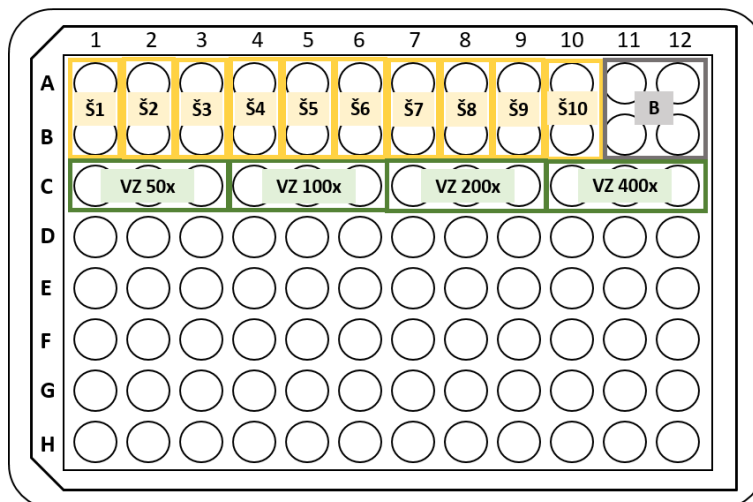 1 2 3 4 5 6 7 8 9 10 11 12
A
Š1 Š2 Š3 Š4 Š5 Š6 Š7 Š8 Š9 Š10 B
B
C VZ 50x VZ 100x VZ 200x VZ 400x
D
E
F
G
H